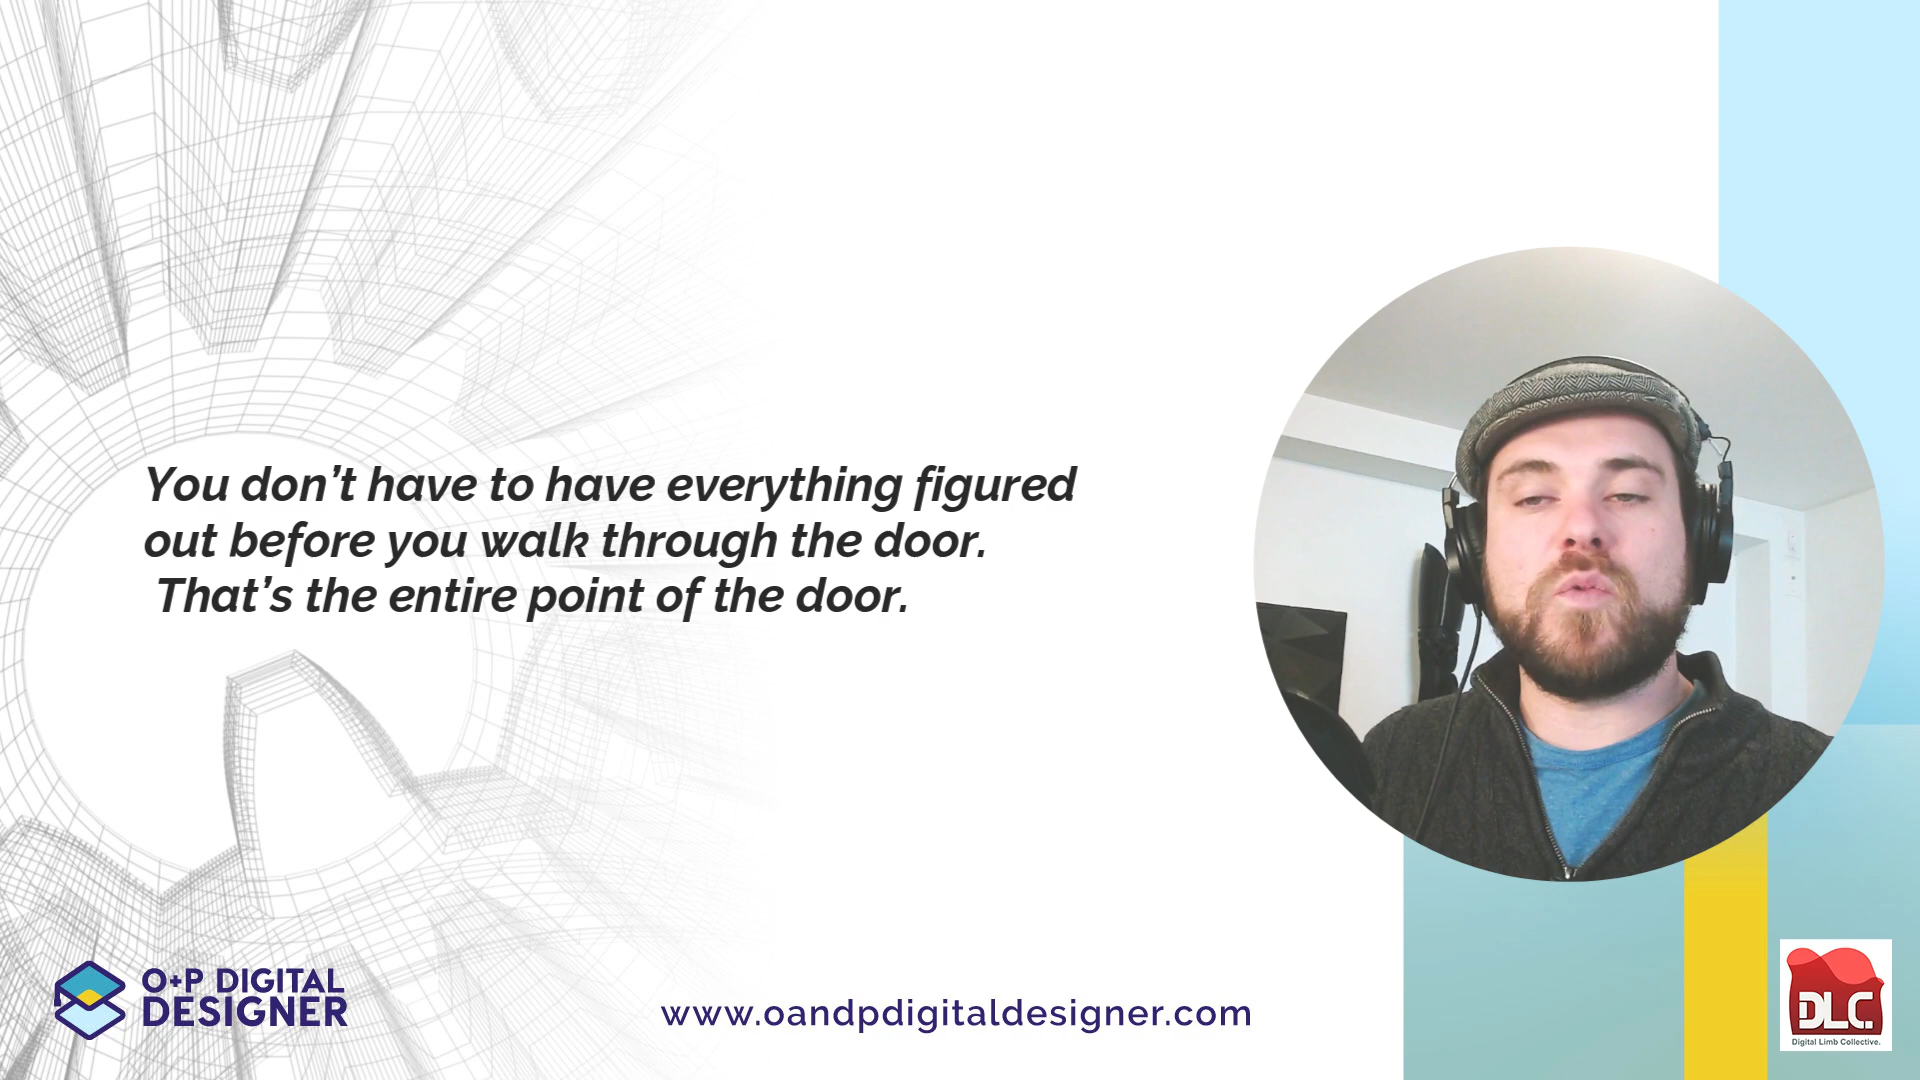 You don’t have to have everything figured
out before you walk through the door.
That’s the entire point of the door.
O+P DIGITAL
DESIGNER
www.oandpdigitaldesigner.com
DLC.
Digital Limb Collective.